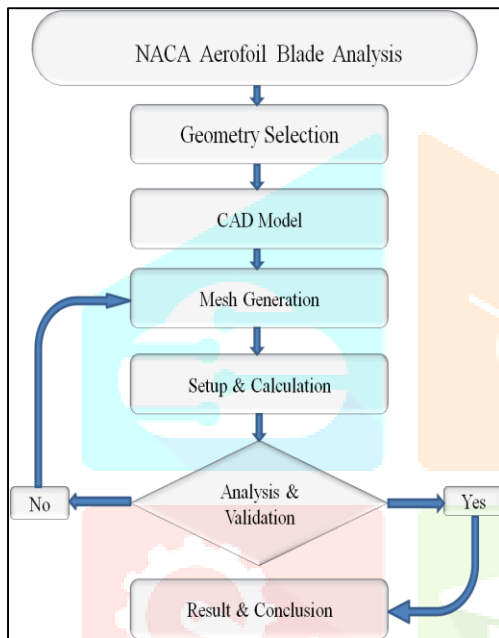 NACA Aerofoil Blade Analysis
Geometry Selection
CAD Model
Mesh Generation
Setup & Calculation
Analysis &
Validation
No
Yes
Result & Conclusion